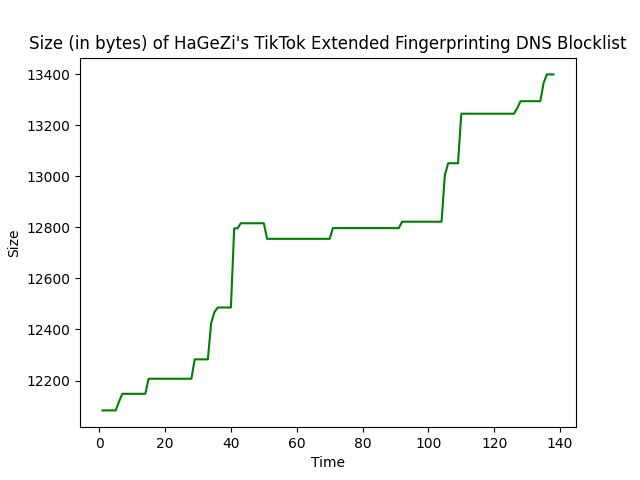 Size (in bytes) of HaGeZi's TikTok Extended Fingerprinting DNS Blocklist
13400
13200
13000
12800
12600
12400
12200
Size
0 20 40 60 80 100 120 140
Time